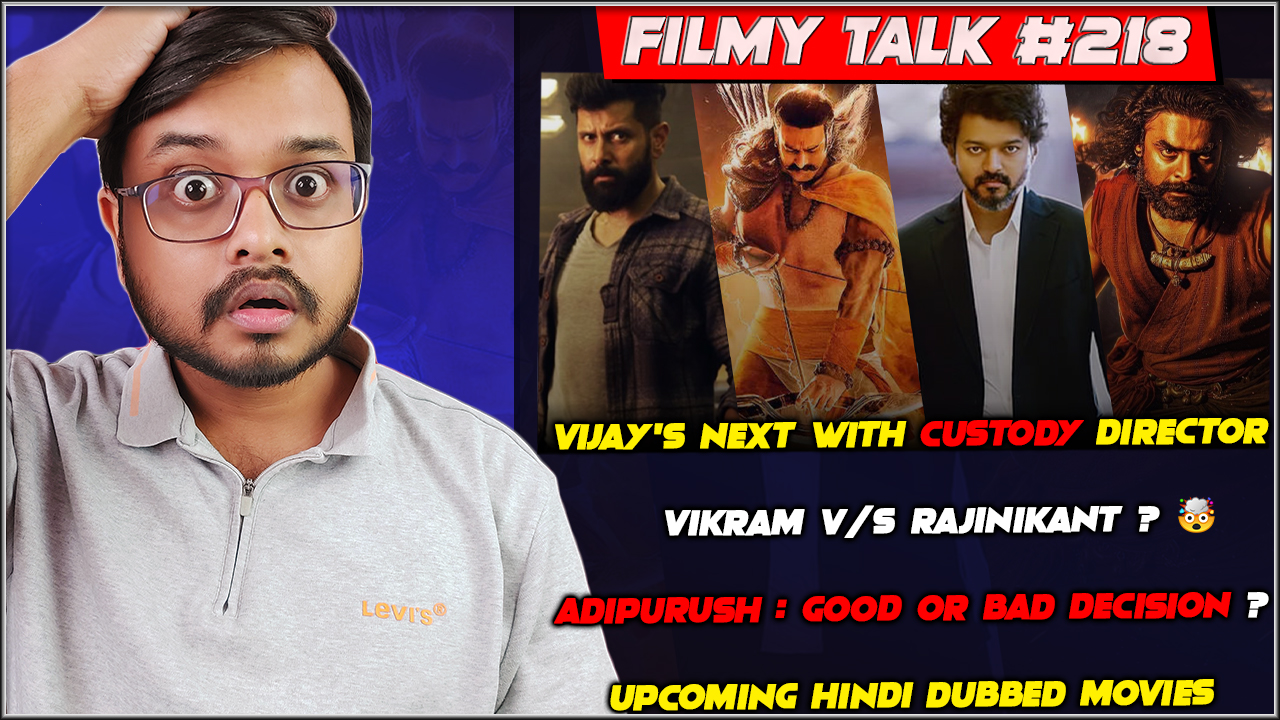 FILMY TALK #218
VIJAY'S NEXT WITH CUSTODY DIRECTOR
VIKRAM V/S RAJINIKANT ? 🤯
ADIPURUSH : GOOD OR BAD DECISION ?
UPCOMING HINDI DUBBED MOVIES
Levi's®